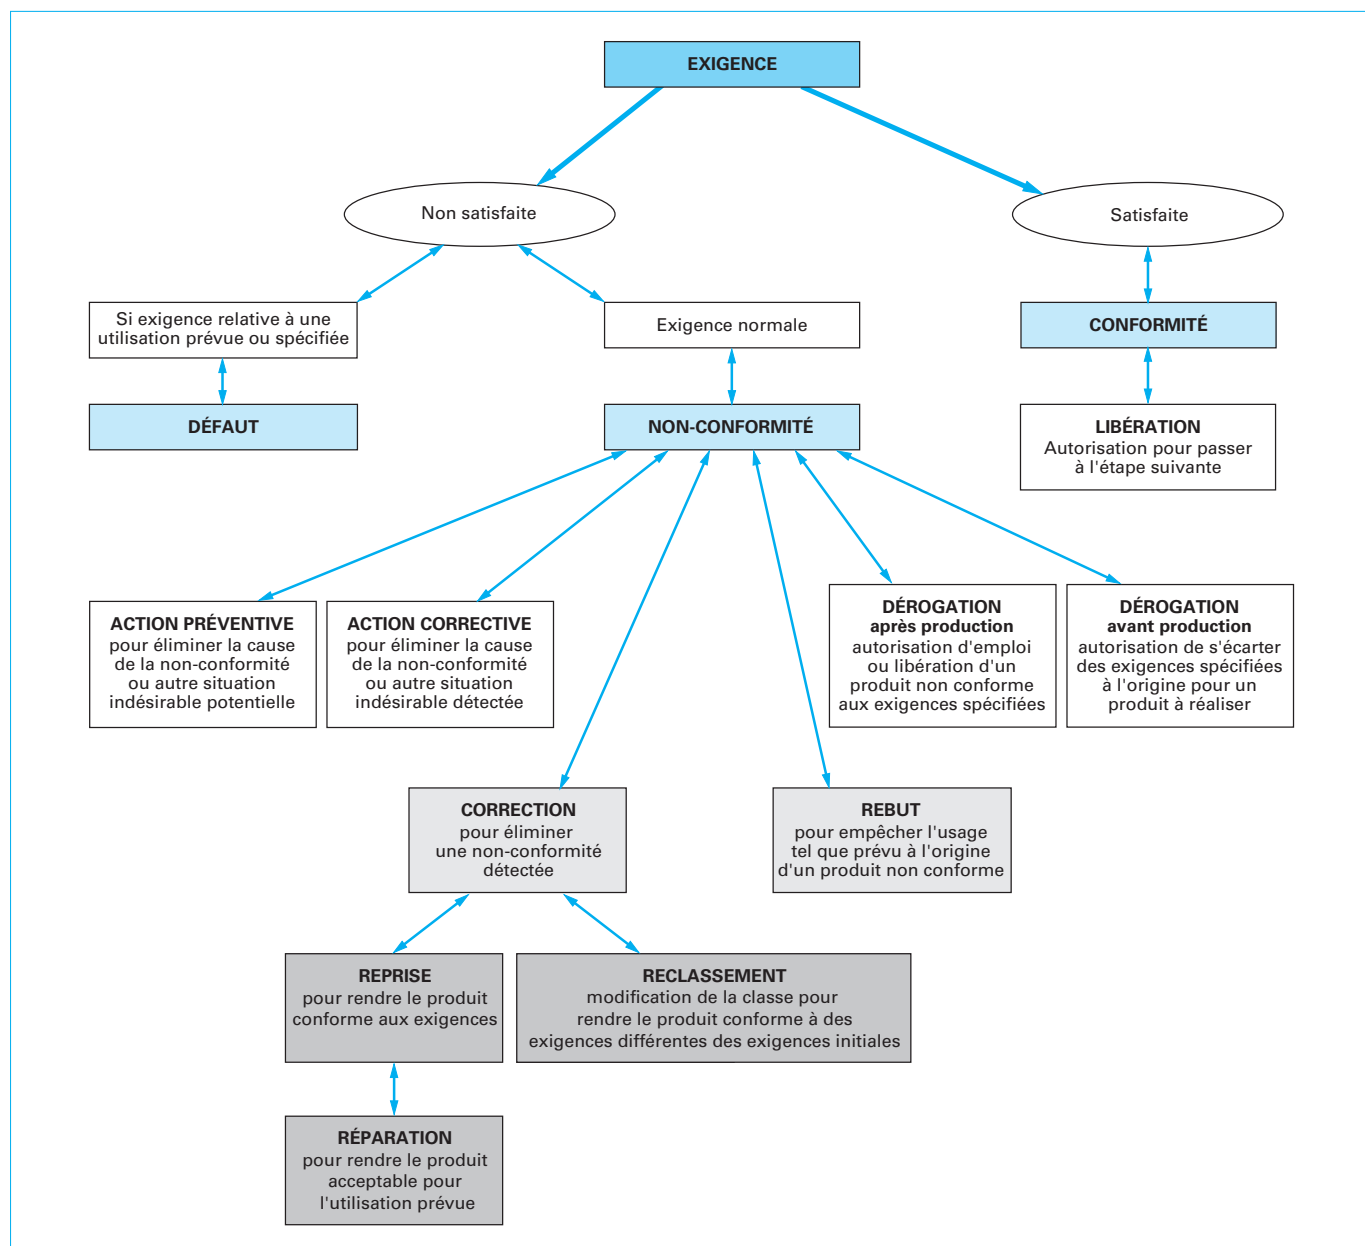 EXIGENCE
Non satisfaite
Satisfaite
Si exigence relative à une
utilisation prévue ou spécifiée
Exigence normale
CONFORMITÉ
DÉFAUT
NON-CONFORMITÉ
LIBÉRATION
Autorisation pour passer
à l'étape suivante
ACTION PRÉVENTIVE
pour éliminer la cause
de la non-conformité
ou autre situation
indésirable potentielle
ACTION CORRECTIVE
pour éliminer la cause
de la non-conformité
ou autre situation
indésirable détectée
DÉROGATION
après production
autorisation d'emploi
ou libération d'un
produit non conforme
aux exigences spécifiées
DÉROGATION
avant production
autorisation de s'écarter
des exigences spécifiées
à l'origine pour un
produit à réaliser
CORRECTION
pour éliminer
une non-conformité
détectée
REBUT
pour empêcher l'usage
tel que prévu à l'origine
d'un produit non conforme
REPRISE
pour rendre le produit
conforme aux exigences
RECLASSEMENT
modification de la classe pour
rendre le produit conforme à des
exigences différentes des exigences initiales
RÉPARATION
pour rendre le produit
acceptable pour
l'utilisation prévue